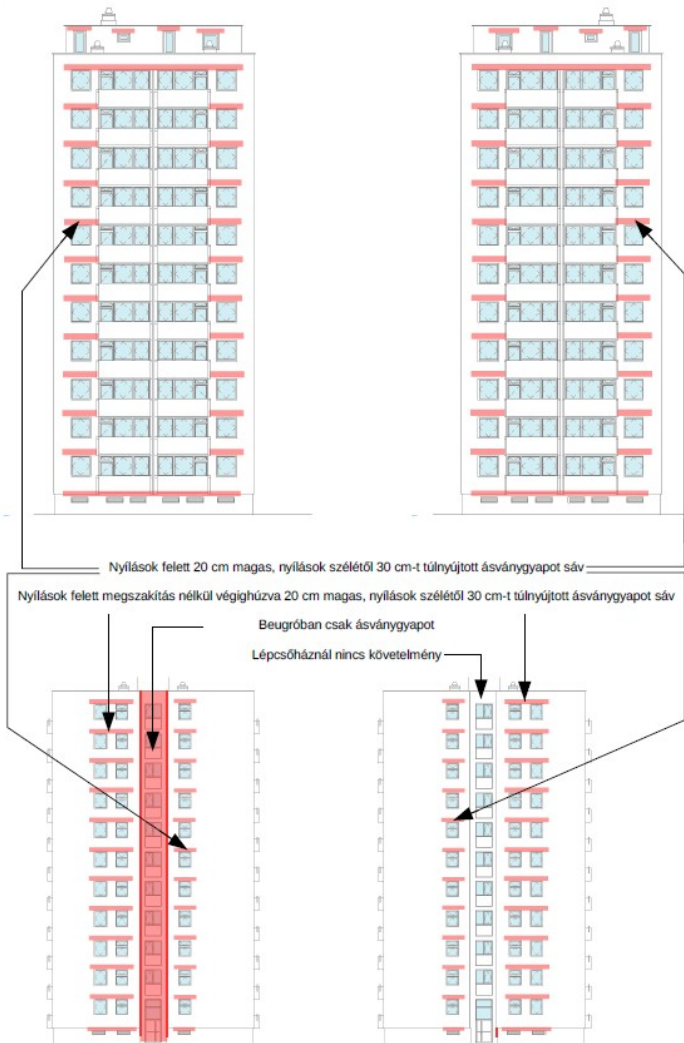 Nyílások felett 20 cm magas, nyílások szélétől 30 cm-t túlnyújtott ásványgyapot sáv
Nyílások felett megszakítás nélkül végighúzva 20 cm magas, nyílások szélétől 30 cm-t túlnyújtott ásványgyapot sáv
Beugróban csak ásványgyapot
Lépcsőháznál nincs követelmény